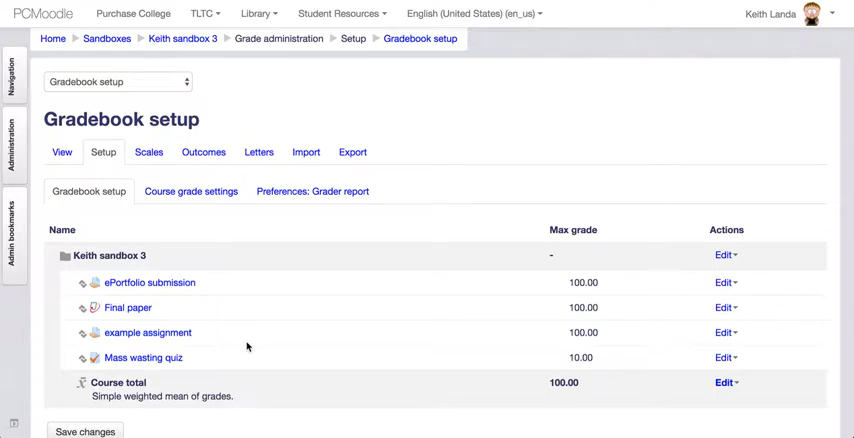 PCMoodle Purchase College TLTC Library Student Resources English (United States) (en_us) Keith Landa
Home Sandboxes Keith sandbox 3 Grade administration Setup Gradebook setup
Navigation
Administration
Admin bookmarks
Gradebook setup
Gradebook setup
View Setup Scales Outcomes Letters Import Export
Gradebook setup Course grade settings Preferences: Grader report
Name Max grade Actions
Keith sandbox 3 - Edit
ePortfolio submission 100.00 Edit
Final paper 100.00 Edit
example assignment 100.00 Edit
Mass wasting quiz 10.00 Edit
Course total 100.00 Edit
Simple weighted mean of grades.
Save changes